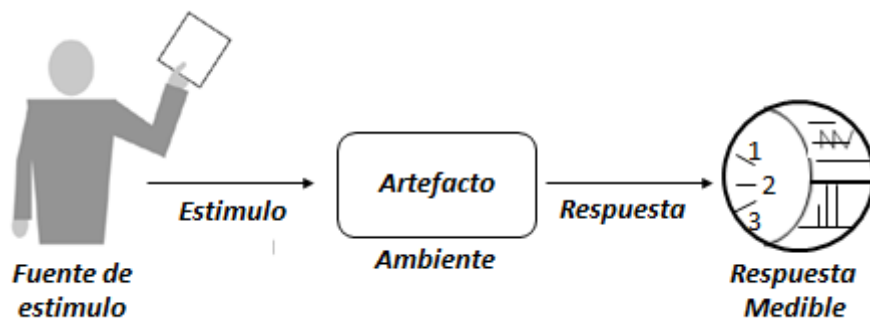 1
2
3
Artefacto
Estimulo
Respuesta
Ambiente
Fuente de
estimulo
Respuesta
Medible